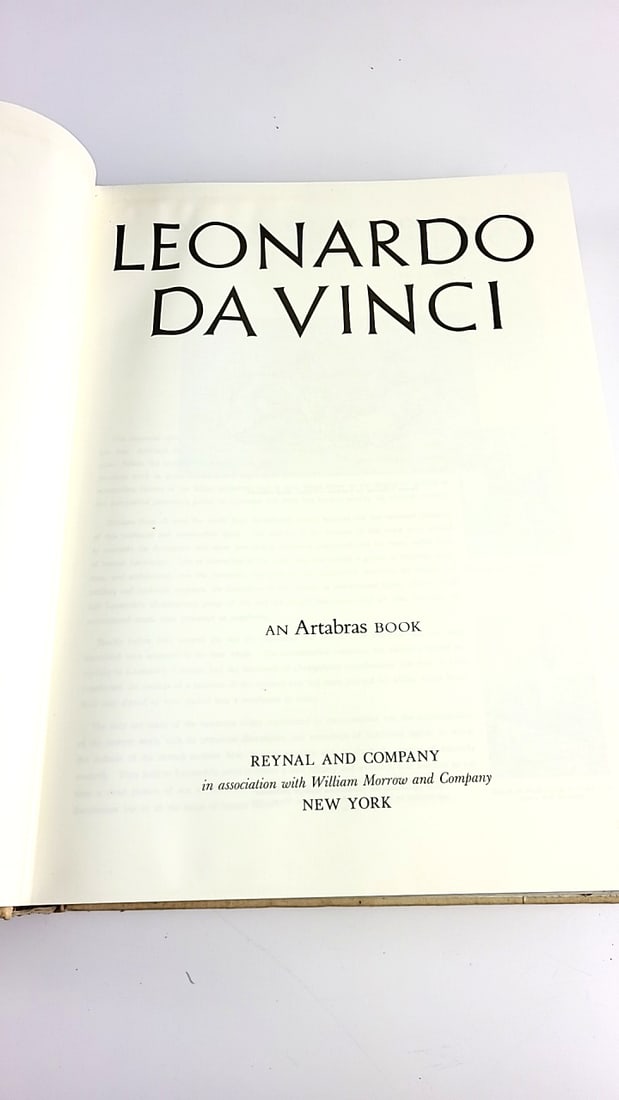 LEONARDO
DA VINCI
AN Artabras BOOK
REYNAL AND COMPANY
in association with William Morrow and Company
NEW YORK